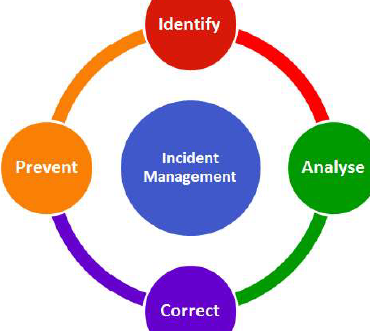 Identify
Prevent
Incident
Management
Analyse
Correct